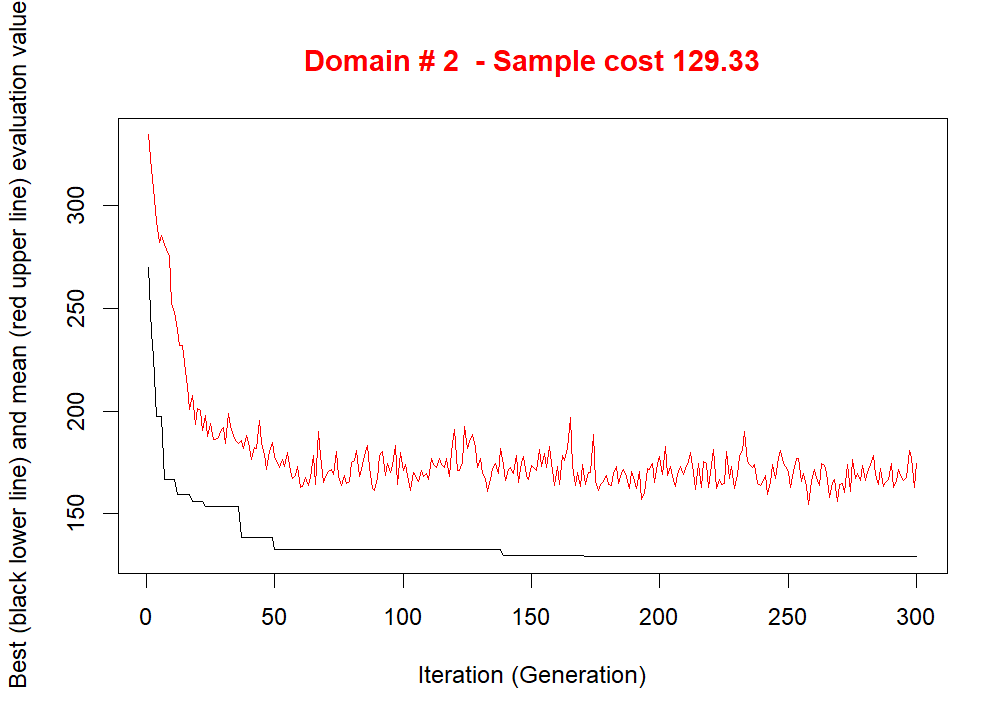 Domain # 2  - Sample cost 129.33
Best (black lower line) and mean (red upper line) evaluation value
300
250
200
150
0 50 100 150 200 250 300
Iteration (Generation)